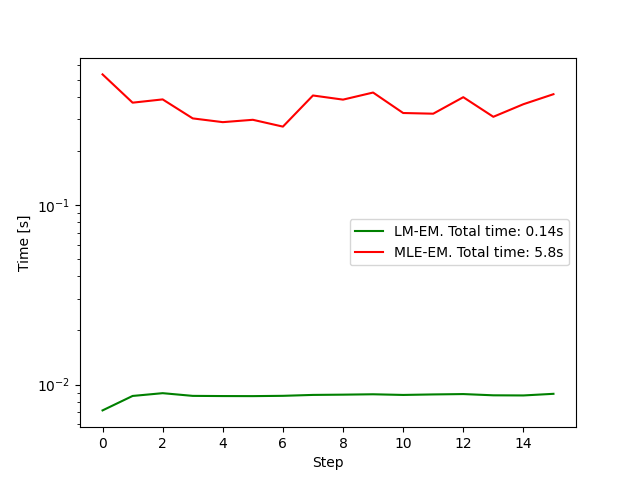 Time [s]
10⁻¹
10⁻²
LM-EM. Total time: 0.14s
MLE-EM. Total time: 5.8s
0 2 4 6 8 10 12 14
Step